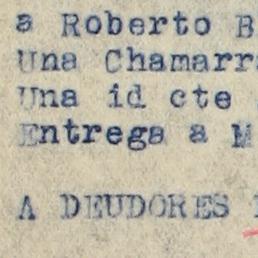 a Roberto B
Una Chamarr
Una id cte
Entrega a M
A DEUDORES